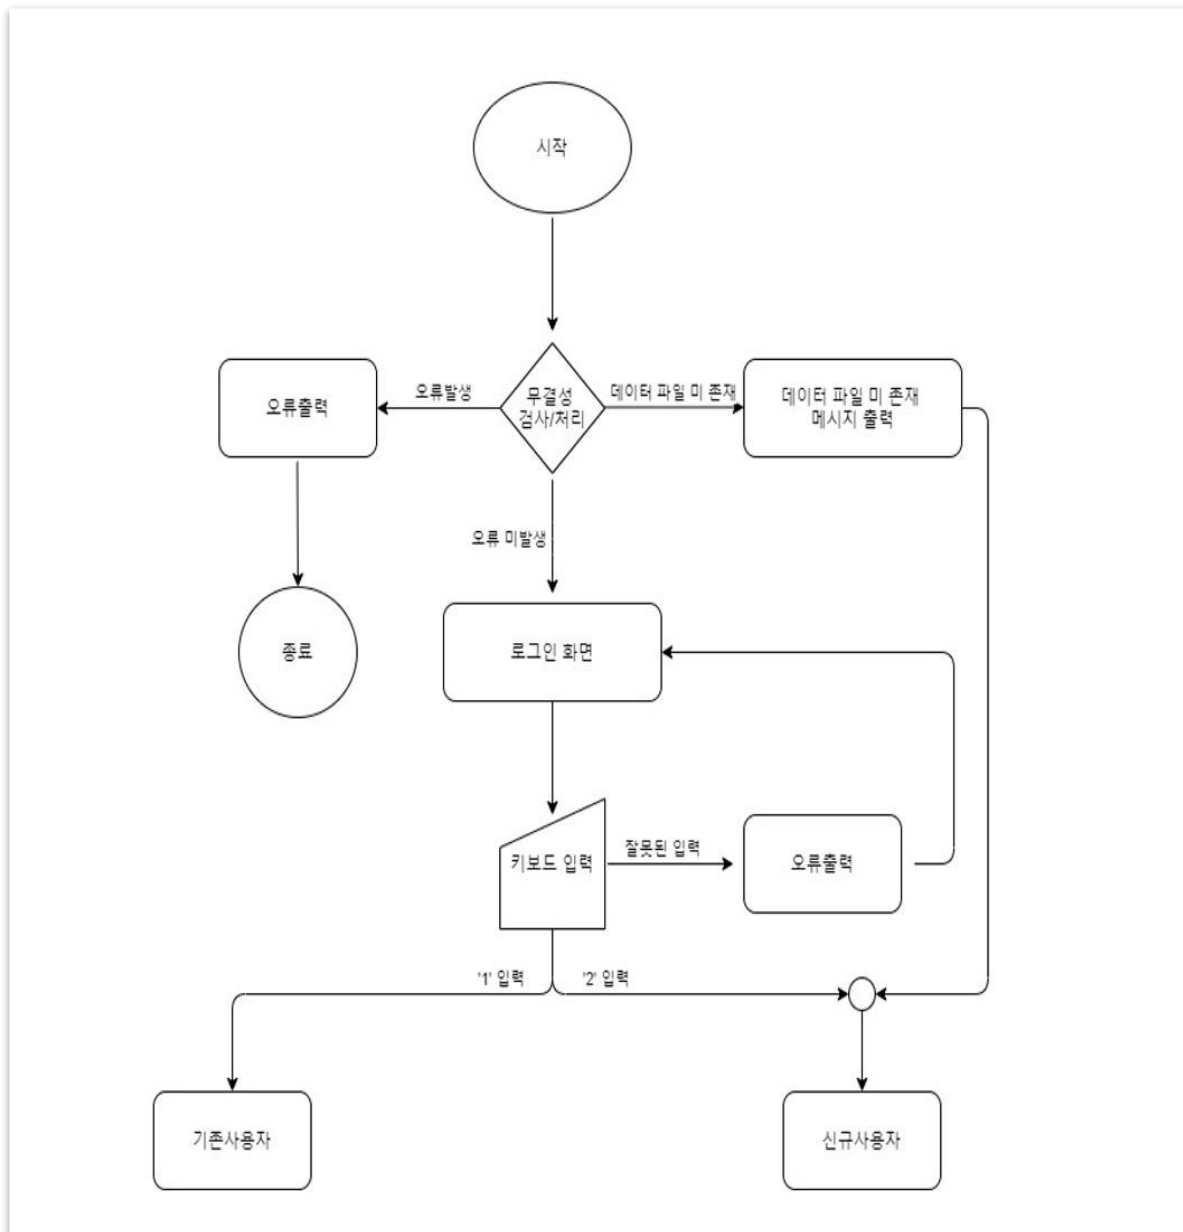 시작
오류출력
오류발생
무결성
검사/처리
데이터 파일 미 존재
데이터 파일 미 존재
메시지 출력
오류 미발생
종료
로그인 화면
키보드 입력
잘못된 입력
오류출력
'1' 입력
'2' 입력
기존사용자
신규사용자